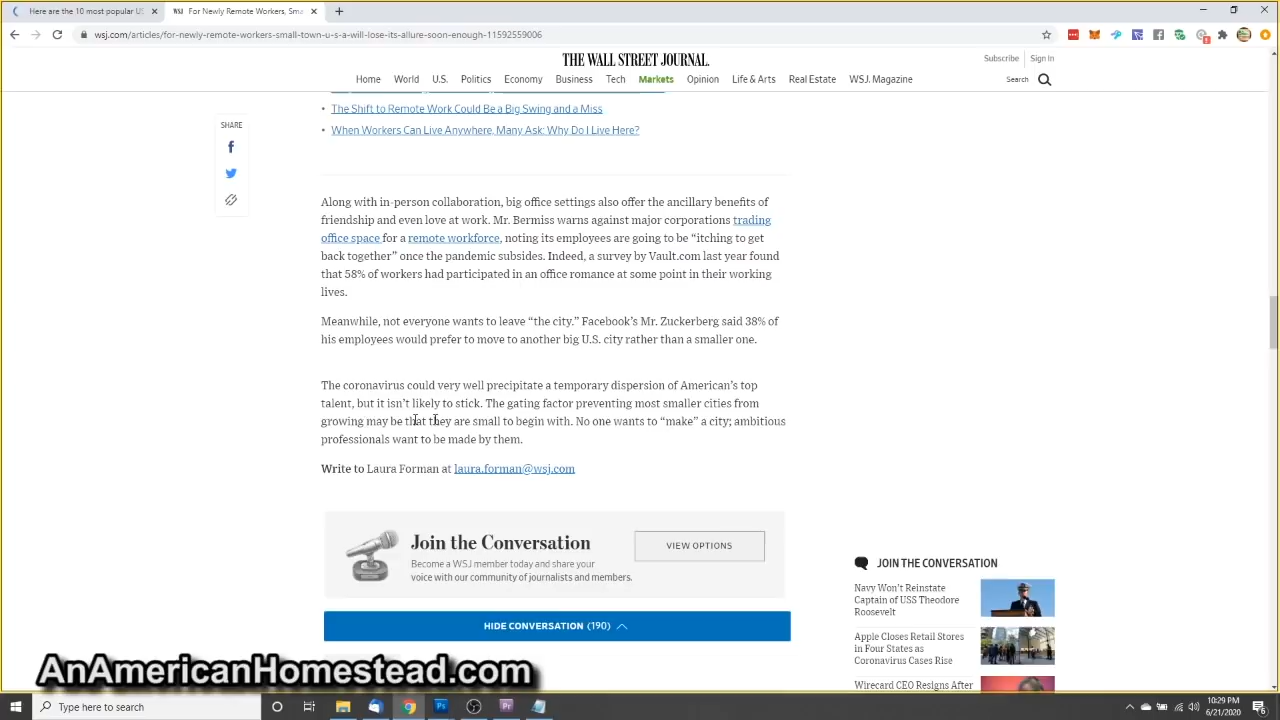 Here are the 10 most popular US
For Newly Remote Workers, Sma
wsj.com/articles/for-newly-remote-workers-small-town-u-s-a-will-lose-its-allure-soon-enough-11592559006
THE WALL STREET JOURNAL.
Subscribe
Sign In
Home World U.S. Politics Economy Business Tech Markets Opinion Life & Arts Real Estate WSJ. Magazine
Search
SHARE
• The Shift to Remote Work Could Be a Big Swing and a Miss
• When Workers Can Live Anywhere, Many Ask: Why Do I Live Here?
Along with in-person collaboration, big office settings also offer the ancillary benefits of
friendship and even love at work. Mr. Bermiss warns against major corporations trading
office space for a remote workforce, noting its employees are going to be “itching to get
back together” once the pandemic subsides. Indeed, a survey by Vault.com last year found
that 58% of workers had participated in an office romance at some point in their working
lives.
Meanwhile, not everyone wants to leave “the city.” Facebook’s Mr. Zuckerberg said 38% of
his employees would prefer to move to another big U.S. city rather than a smaller one.
The coronavirus could very well precipitate a temporary dispersion of American’s top
talent, but it isn’t likely to stick. The gating factor preventing most smaller cities from
growing may be that they are small to begin with. No one wants to “make” a city; ambitious
professionals want to be made by them.
Write to Laura Forman at laura.forman@wsj.com
Join the Conversation
Become a WSJ member today and share your
voice with our community of journalists and members.
VIEW OPTIONS
HIDE CONVERSATION (190)
JOIN THE CONVERSATION
Navy Won’t Reinstate
Captain of USS Theodore
Roosevelt
Apple Closes Retail Stores
in Four States as
Coronavirus Cases Rise
Wirecard CEO Resigns After
AnAmericanHomestead.com
Type here to search
10:29 PM
6/21/2020